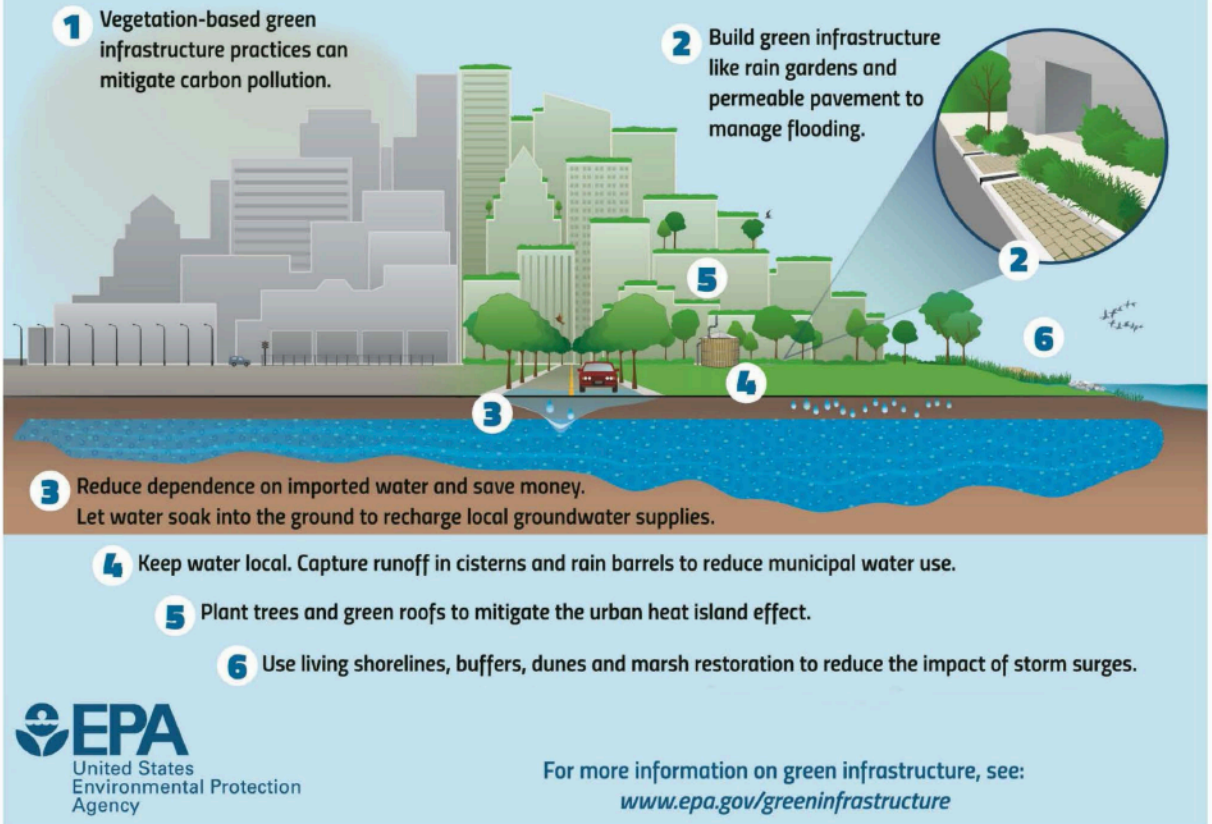 1 Vegetation-based green
infrastructure practices can
mitigate carbon pollution.
2 Build green infrastructure
like rain gardens and
permeable pavement to
manage flooding.
2
5
6
4
3
3 Reduce dependence on imported water and save money.
Let water soak into the ground to recharge local groundwater supplies.
4 Keep water local. Capture runoff in cisterns and rain barrels to reduce municipal water use.
5 Plant trees and green roofs to mitigate the urban heat island effect.
6 Use living shorelines, buffers, dunes and marsh restoration to reduce the impact of storm surges.
EPA
United States
Environmental Protection
Agency
For more information on green infrastructure, see:
www.epa.gov/greeninfrastructure